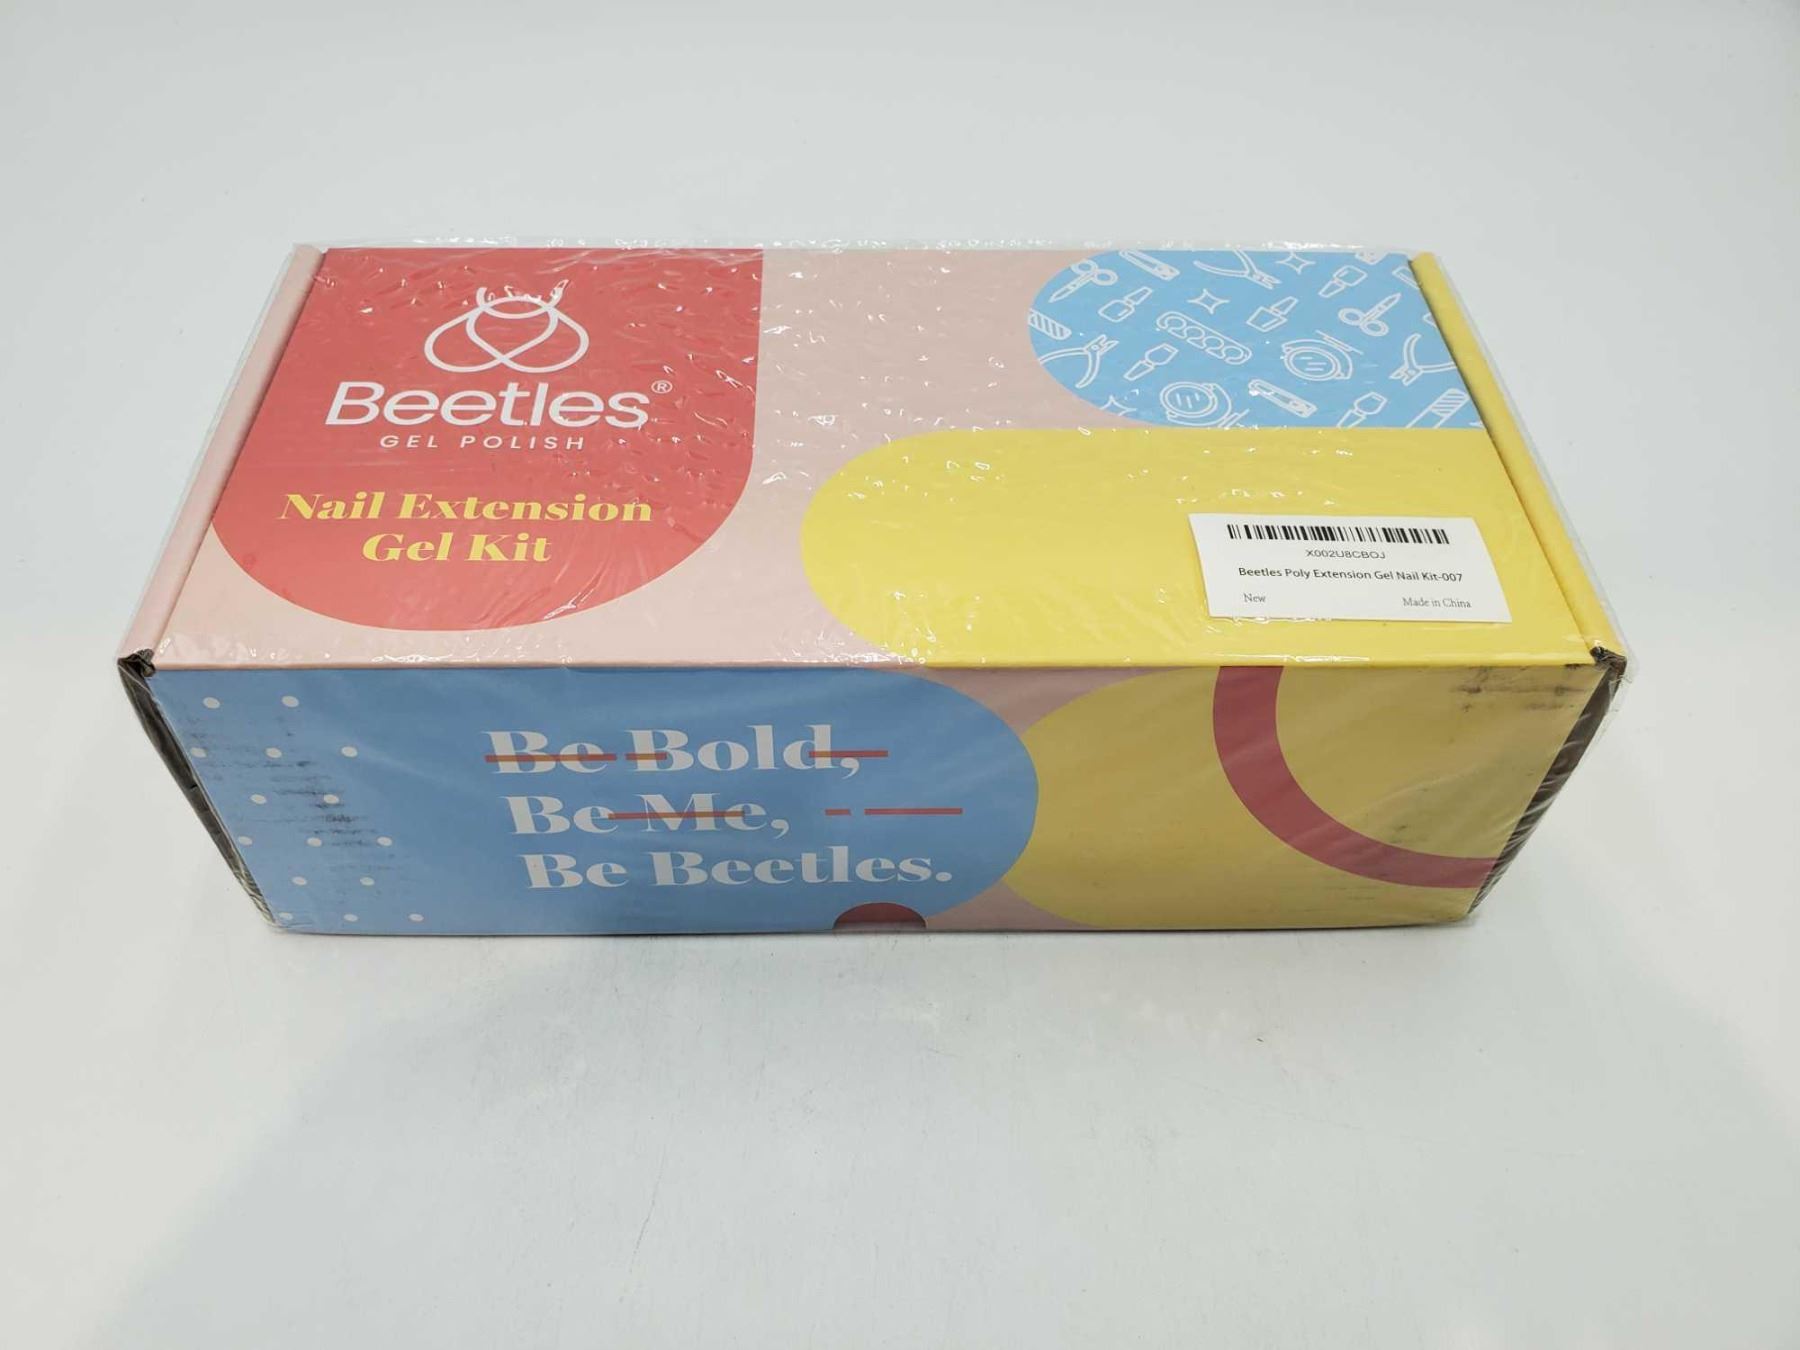 Beetles®
GEL POLISH
Nail Extension
Gel Kit
X002U8CBOJ
Beetles Poly Extension Gel Nail Kit-007
New
Made in China
Be Bold,
Be Me,
Be Beetles.